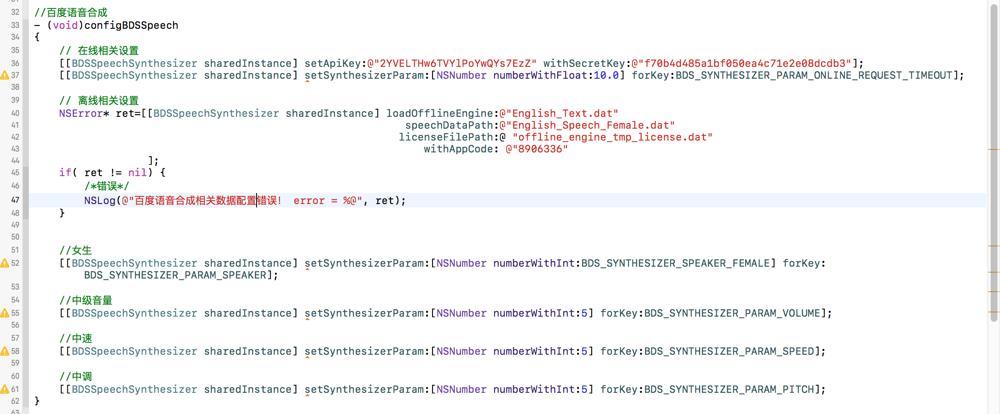 32 //百度语音合成
33 - (void)configBDSSpeech
34 {
35 // 在线相关设置
36 [[BDSSpeechSynthesizer sharedInstance] setApiKey:@"2YVELTHw6TVYlPoYwQYs7EzZ" withSecretKey:@"f70b4d485a1bf050ea4c71e2e08dcdb3"];
37 [[BDSSpeechSynthesizer sharedInstance] setSynthesizerParam:[NSNumber numberWithFloat:10.0] forKey:BDS_SYNTHESIZER_PARAM_ONLINE_REQUEST_TIMEOUT];
38
39 // 离线相关设置
40 NSError* ret=[[BDSSpeechSynthesizer sharedInstance] loadOfflineEngine:@"English_Text.dat"
41 speechDataPath:@"English_Speech_Female.dat"
42 licenseFilePath:@ "offline_engine_tmp_license.dat"
43 withAppCode: @"8906336"
44 ];
45 if( ret != nil) {
46 /*错误*/
47 NSLog(@"百度语音合成相关数据配置错误! error = %@", ret);
48 }
49
50
51 //女生
52 [[BDSSpeechSynthesizer sharedInstance] setSynthesizerParam:[NSNumber numberWithInt:BDS_SYNTHESIZER_SPEAKER_FEMALE] forKey:
BDS_SYNTHESIZER_PARAM_SPEAKER];
53
54 //中级音量
55 [[BDSSpeechSynthesizer sharedInstance] setSynthesizerParam:[NSNumber numberWithInt:5] forKey:BDS_SYNTHESIZER_PARAM_VOLUME];
56
57 //中速
58 [[BDSSpeechSynthesizer sharedInstance] setSynthesizerParam:[NSNumber numberWithInt:5] forKey:BDS_SYNTHESIZER_PARAM_SPEED];
59
60 //中调
61 [[BDSSpeechSynthesizer sharedInstance] setSynthesizerParam:[NSNumber numberWithInt:5] forKey:BDS_SYNTHESIZER_PARAM_PITCH];
62 }
63